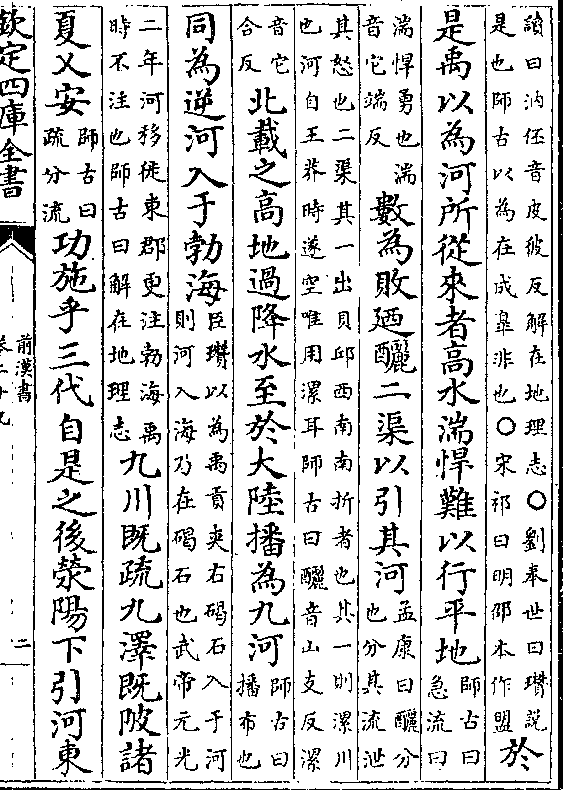 讀曰汭伾音皮彼反解在地理志○劉奉世曰瓚説是也師古以為在成臯非也○宋祁曰明邵本作盟於
是禹以為河所從來者高水湍悍難以行平地師古曰急流曰
湍悍勇也湍音它端反數為敗廼釃二渠以引其河孟康曰釃分也分其流泄
其怒也二渠其一出貝邱西南南折者也其一則漯川也河自王莽時遂空唯用漯耳師古曰釃音山支反漯
音它合反北載之高地過降水至於大陸播為九河師古曰播布也
同為逆河入于勃海臣瓚以為禹貢夾右碣石入于河則河入海乃在碣石也武帝元光
二年河移徙東郡更注勃海禹時不注也師古曰解在地理志九川既疏九澤既陂諸
夏乂安師古曰疏分流功施乎三代自是之後滎陽下引河東
欽定四庫全書
前漢書
卷二十九
二